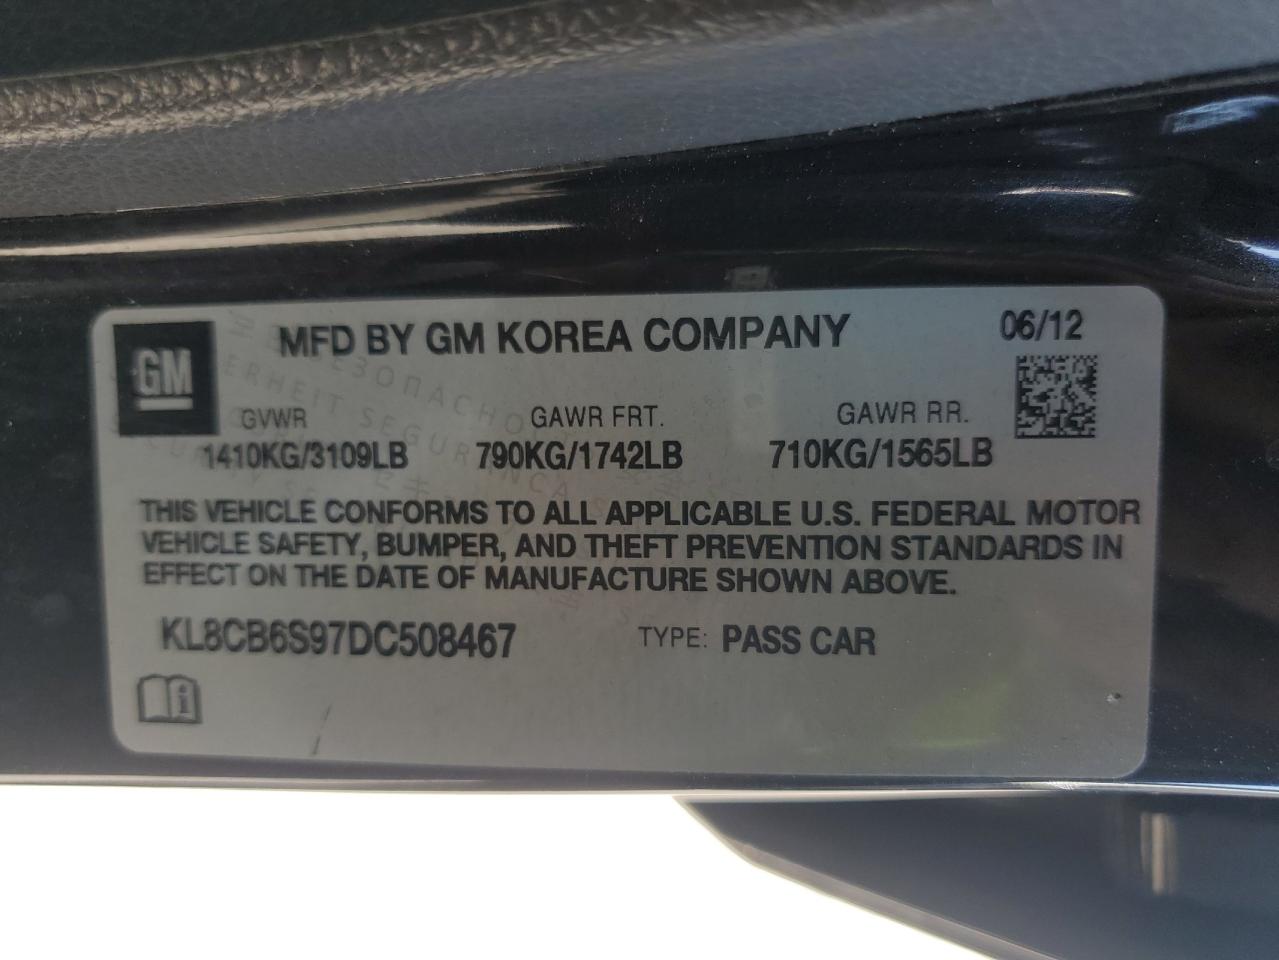 GM
MFD BY GM KOREA COMPANY
06/12
GVWR GAWR FRT. GAWR RR.
1410KG/3109LB 790KG/1742LB 710KG/1565LB
THIS VEHICLE CONFORMS TO ALL APPLICABLE U.S. FEDERAL MOTOR
VEHICLE SAFETY, BUMPER, AND THEFT PREVENTION STANDARDS IN
EFFECT ON THE DATE OF MANUFACTURE SHOWN ABOVE.
KL8CB6S97DC508467 TYPE: PASS CAR